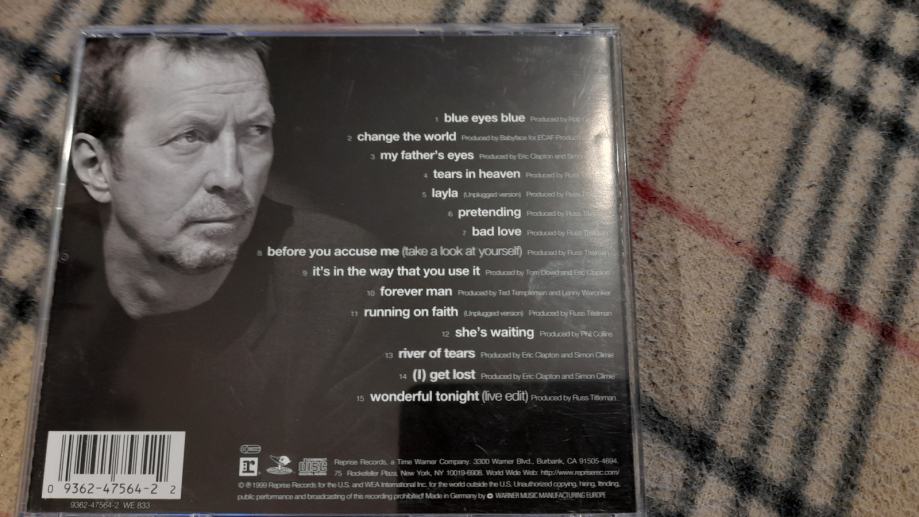 1 blue eyes blue Produced by Rob
2 change the world Produced by Babyface for ECAF
3 my father's eyes Produced by Eric Clapton and Simon
4 tears in heaven Produced by Russ
5 layla (Unplugged version) Produced by Russ
6 pretending Produced by Russ Titelman
7 bad love Produced by Russ Titelman
8 before you accuse me (take a look at yourself) Produced by Russ Titelman
9 it's in the way that you use it Produced by Tom Dowd and Eric Clapton
10 forever man Produced by Ted Templeman and Lenny Waronker
11 running on faith (Unplugged version) Produced by Russ Titelman
12 she's waiting Produced by Phil Collins
13 river of tears Produced by Eric Clapton and Simon Climie
14 (I) get lost Produced by Eric Clapton and Simon Climie
15 wonderful tonight (live edit) Produced by Russ Titleman.
r DISC Reprise Records, a Time Warner Company. 3300 Warner Blvd., Burbank, CA 91505-4694.
75 Rockefeller Plaza, New York, NY 10019-6908. World Wide Web: http://www.repriserec.com/
© ℗ 1999 Reprise Records for the U.S. and WEA International Inc. for the world outside the U.S. Unauthorized copying, hiring, lending,
public performance and broadcasting of this recording prohibited! Made in Germany by WARNER MUSIC MANUFACTURING EUROPE
0 9362-47564-2 2
9362-47564-2 WE 833